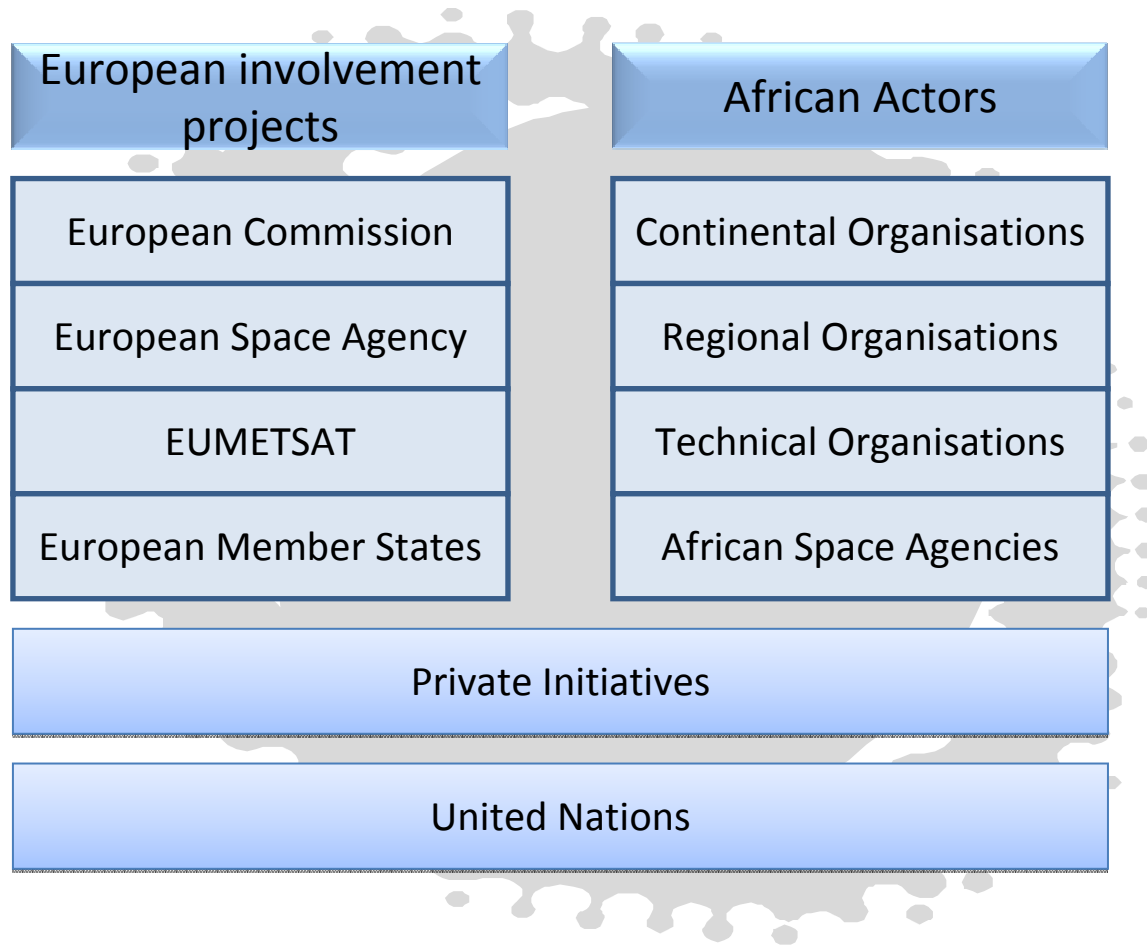 European involvement
projects
European Commission
European Space Agency
EUMETSAT
European Member States
African Actors
Continental Organisations
Regional Organisations
Technical Organisations
African Space Agencies
Private Initiatives
United Nations